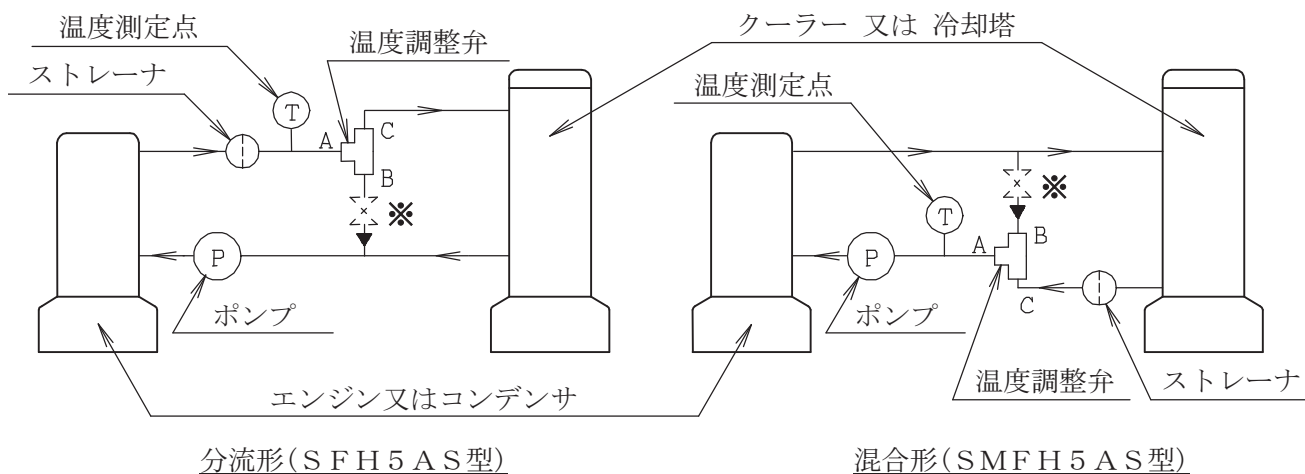 温度測定点
ストレーナ
温度調整弁
クーラー 又は 冷却塔
温度測定点
T
A
C
B
※
P
ポンプ
※
T
A
B
P
C
ポンプ
温度調整弁
ストレーナ
エンジン又はコンデンサ
分流形(SFH5AS型)
混合形(SMFH5AS型)